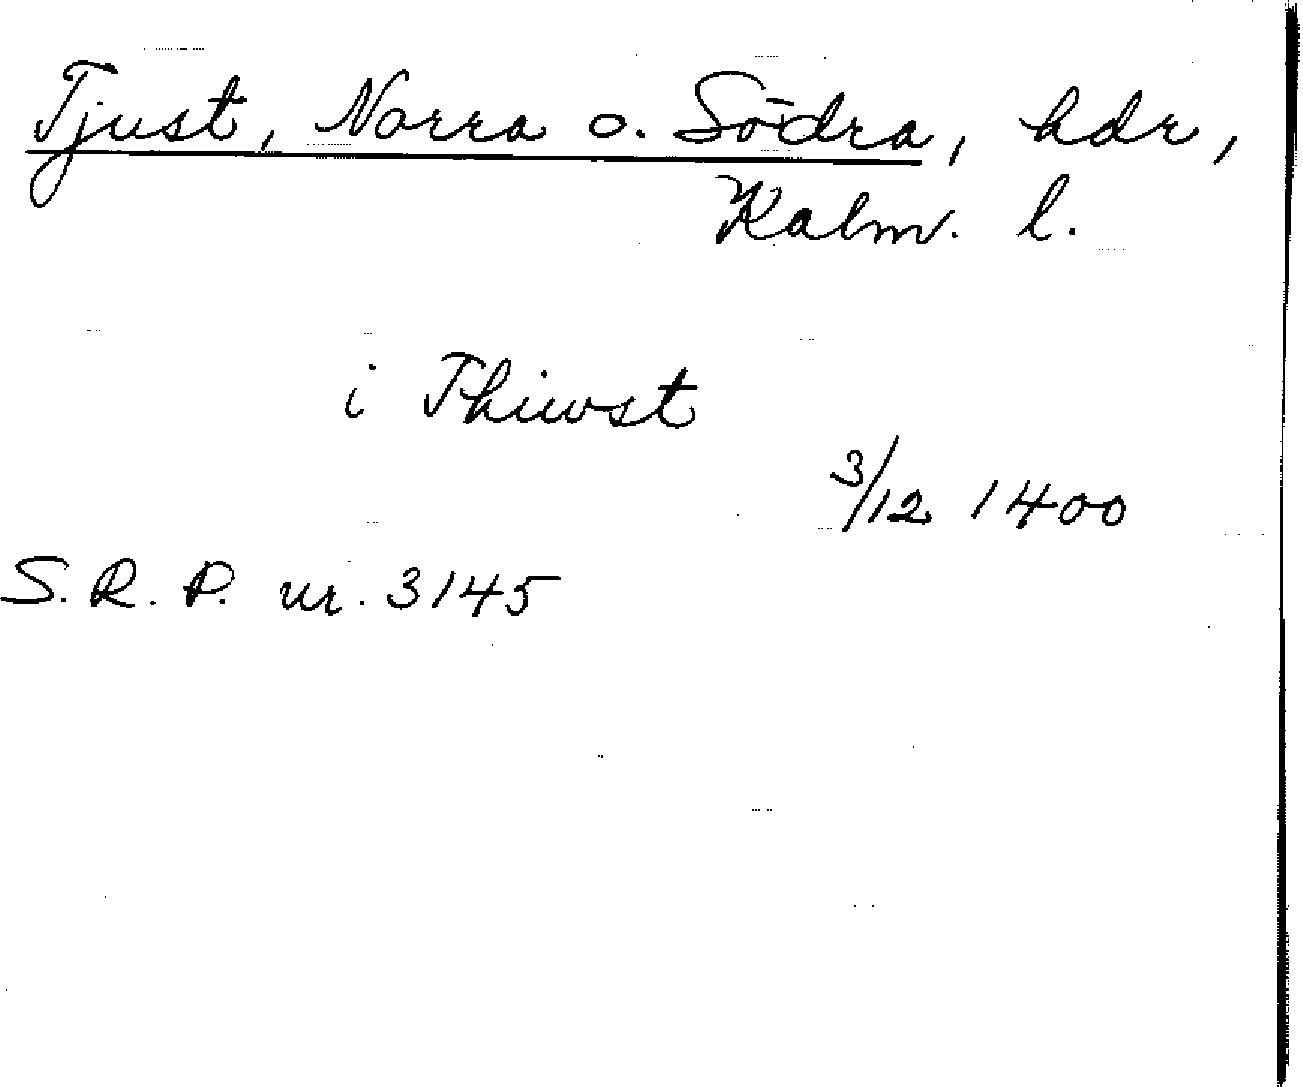 Tjust, Norra o. Södra, hdr,
Kalm. l.
i Thiwst
3/12 1400
S. R. P. nr. 3145